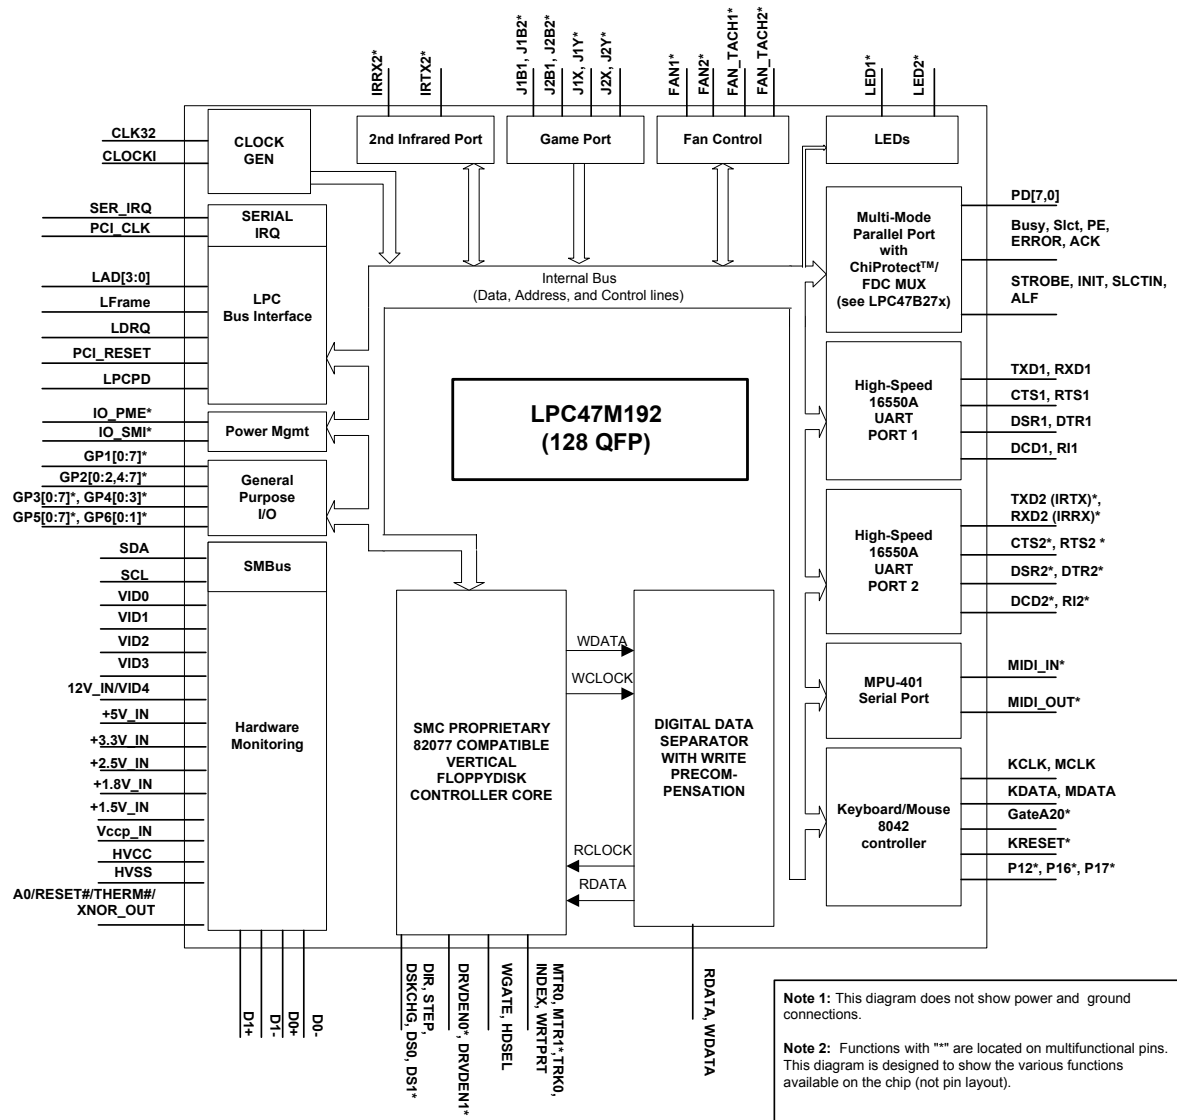 IRRX2*
IRTX2*
J1B1, J1B2*
J2B1, J2B2*
J1X, J1Y*
J2X, J2Y*
FAN1*
FAN2*
FAN_TACH1*
FAN_TACH2*
LED1*
LED2*
CLK32
CLOCKI
CLOCK
GEN
2nd Infrared Port
Game Port
Fan Control
LEDs
SER_IRQ
PCI_CLK
SERIAL
IRQ
LAD[3:0]
LFrame
LDRQ
PCI_RESET
LPCPD
LPC
Bus Interface
IO_PME*
IO_SMI*
Power Mgmt
GP1[0:7]*
GP2[0:2,4:7]*
GP3[0:7]*, GP4[0:3]*
GP5[0:7]*, GP6[0:1]*
General
Purpose
I/O
SDA
SCL
SMBus
VID0
VID1
VID2
VID3
12V_IN/VID4
+5V_IN
+3.3V_IN
+2.5V_IN
+1.8V_IN
+1.5V_IN
Vccp_IN
HVCC
HVSS
A0/RESET#/THERM#/
XNOR_OUT
Hardware
Monitoring
Internal Bus
(Data, Address, and Control lines)
LPC47M192
(128 QFP)
Multi-Mode
Parallel Port
with
ChiProtect™/
FDC MUX
(see LPC47B27x)
PD[7,0]
Busy, Slct, PE,
ERROR, ACK
STROBE, INIT, SLCTIN,
ALF
High-Speed
16550A
UART
PORT 1
TXD1, RXD1
CTS1, RTS1
DSR1, DTR1
DCD1, RI1
High-Speed
16550A
UART
PORT 2
TXD2 (IRTX)*,
RXD2 (IRRX)*
CTS2*, RTS2 *
DSR2*, DTR2*
DCD2*, RI2*
MPU-401
Serial Port
MIDI_IN*
MIDI_OUT*
Keyboard/Mouse
8042
controller
KCLK, MCLK
KDATA, MDATA
GateA20*
KRESET*
P12*, P16*, P17*
SMC PROPRIETARY
82077 COMPATIBLE
VERTICAL
FLOPPYDISK
CONTROLLER CORE
WDATA
WCLOCK
RCLOCK
RDATA
DIGITAL DATA
SEPARATOR
WITH WRITE
PRECOM-
PENSATION
D1+
D1-
D0+
D0-
DIR, STEP,
DSKCHG, DS0, DS1*
DRVDEN0*, DRVDEN1*
WGATE, HDSEL
MTR0, MTR1*,TRK0,
INDEX, WRTPRT
RDATA, WDATA
Note 1: This diagram does not show power and ground
connections.
Note 2: Functions with "*" are located on multifunctional pins.
This diagram is designed to show the various functions
available on the chip (not pin layout).